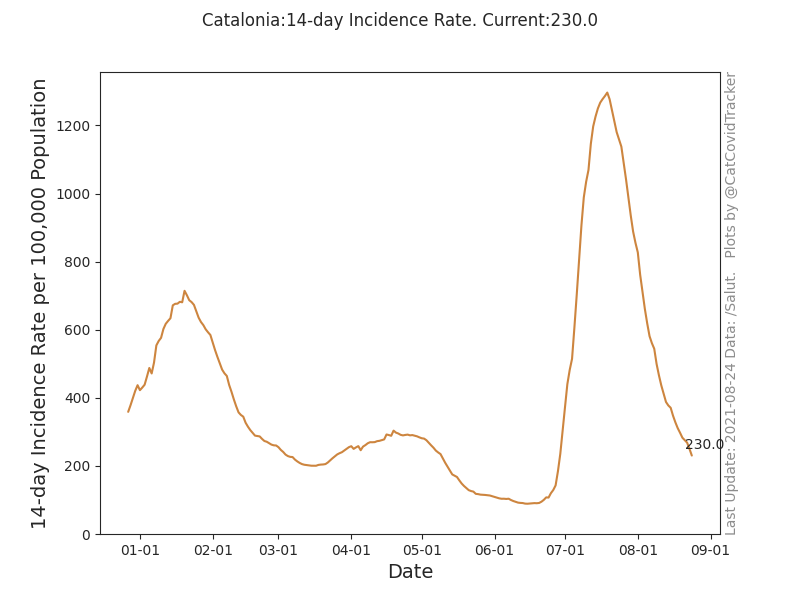 Catalonia:14-day Incidence Rate. Current:230.0
14-day Incidence Rate per 100,000 Population
1200
1000
800
600
400
200
0
230.0
01-01 02-01 03-01 04-01 05-01 06-01 07-01 08-01 09-01
Date
Last Update: 2021-08-24 Data: /Salut. Plots by @CatCovidTracker